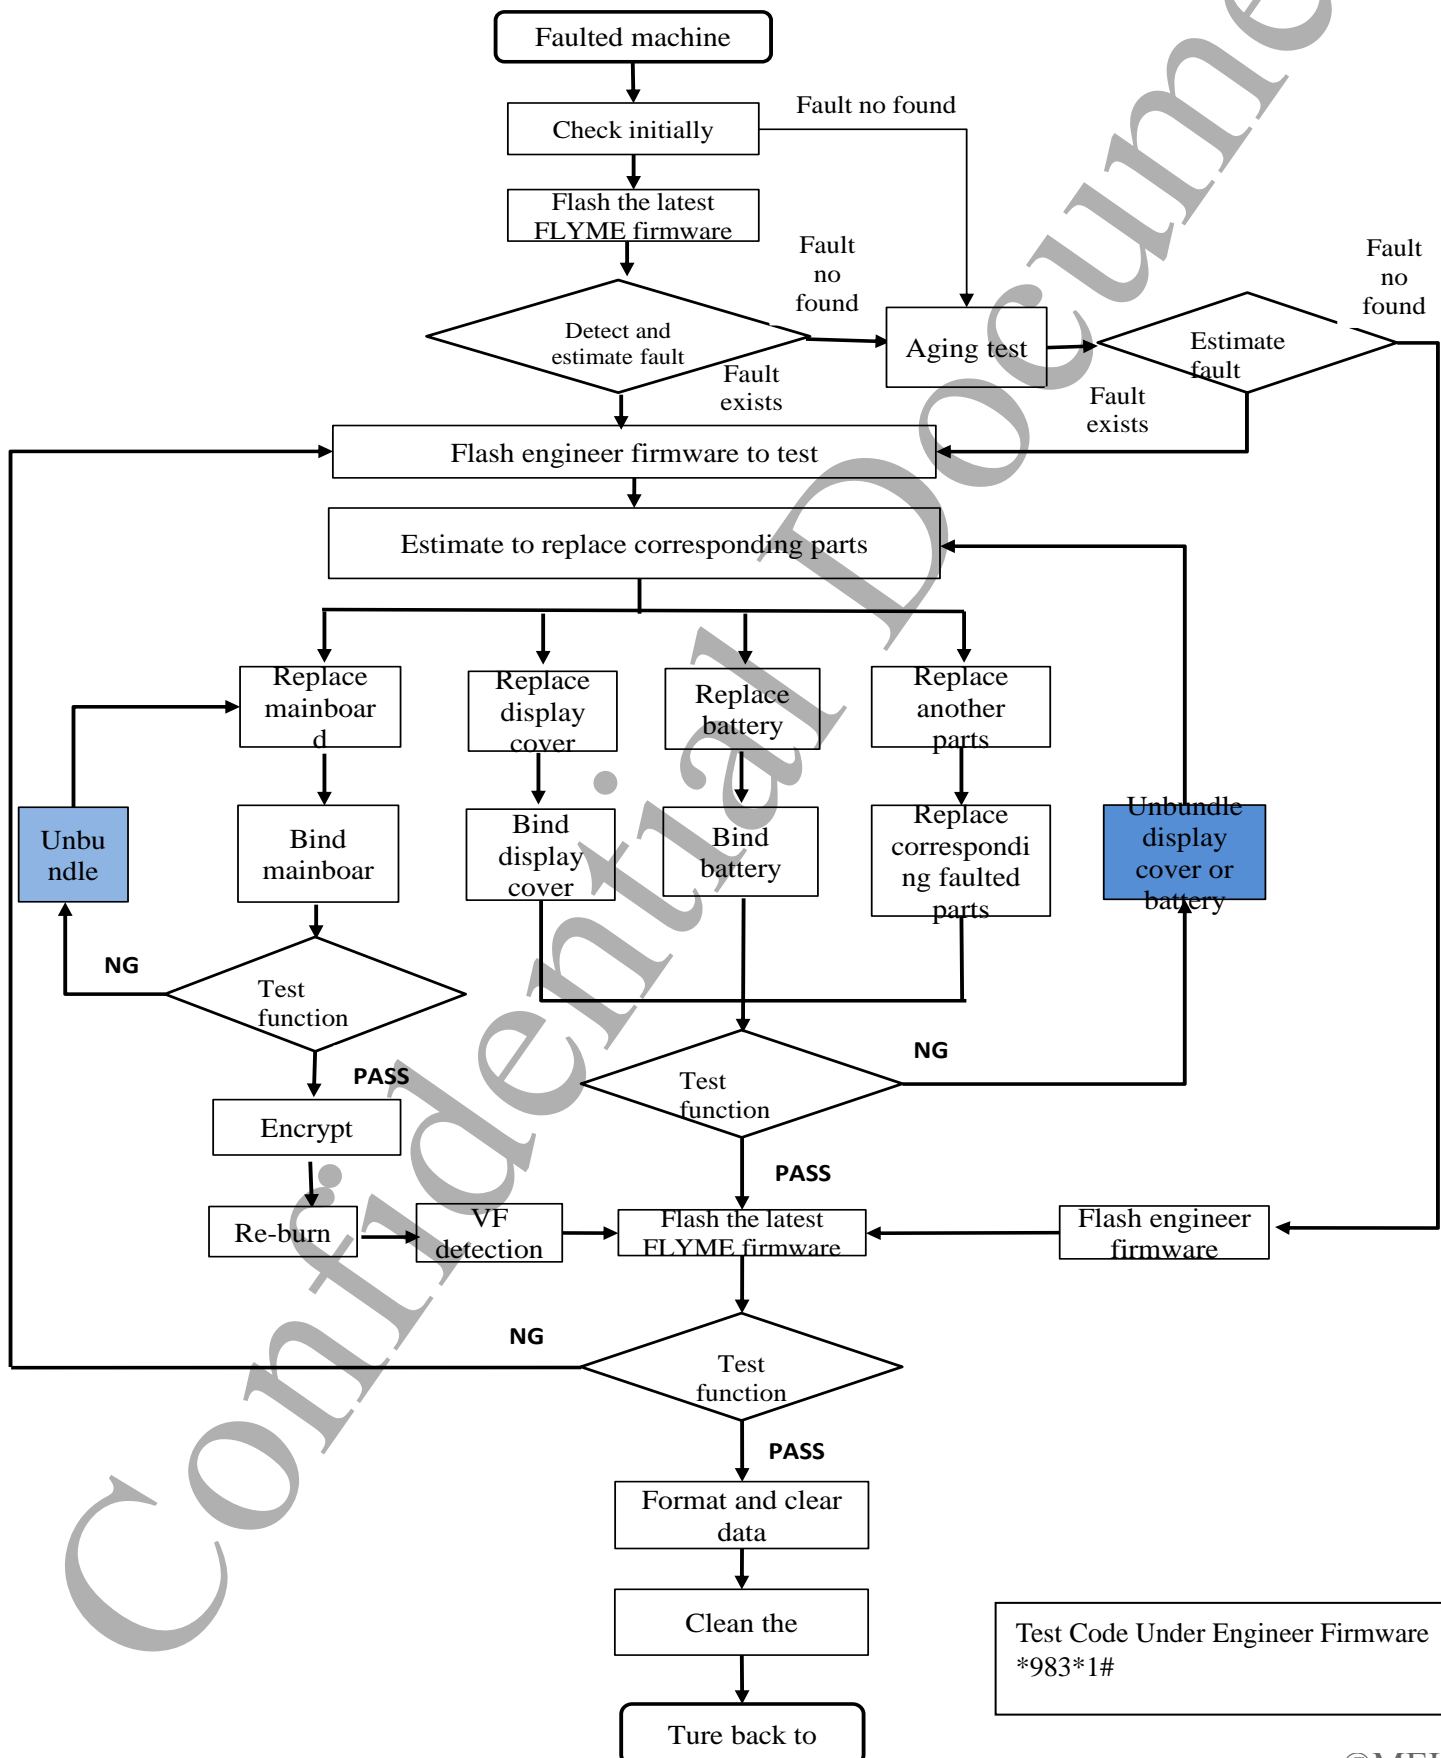 Faulted machine
Check initially
Fault no found
Flash the latest
FLYME firmware
Fault
no
found
Fault
no
found
Detect and
estimate fault
Aging test
Estimate
fault
Fault
exists
Fault
exists
Flash engineer firmware to test
Estimate to replace corresponding parts
Replace
mainboar
d
Replace
display
cover
Replace
battery
Replace
another
parts
Unbu
ndle
Bind
mainboar
Bind
display
cover
Bind
battery
Replace
correspondi
ng faulted
parts
Unbundle
display
cover or
battery
NG
Test
function
NG
Test
function
PASS
Encrypt
PASS
Re-burn
VF
detection
Flash the latest
FLYME firmware
Flash engineer
firmware
NG
Test
function
PASS
Format and clear
data
Clean the
Test Code Under Engineer Firmware
*983*1#
Ture back to
Confidential Docume